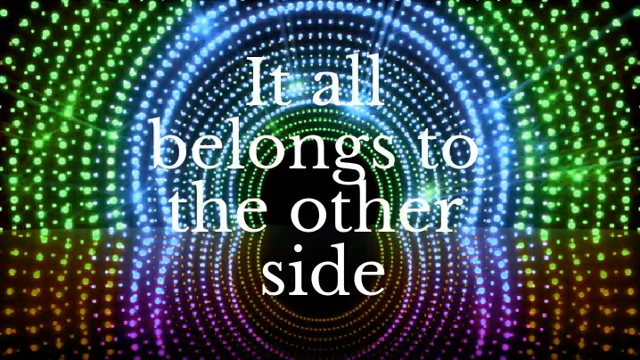 It all
belongs to
the other
side